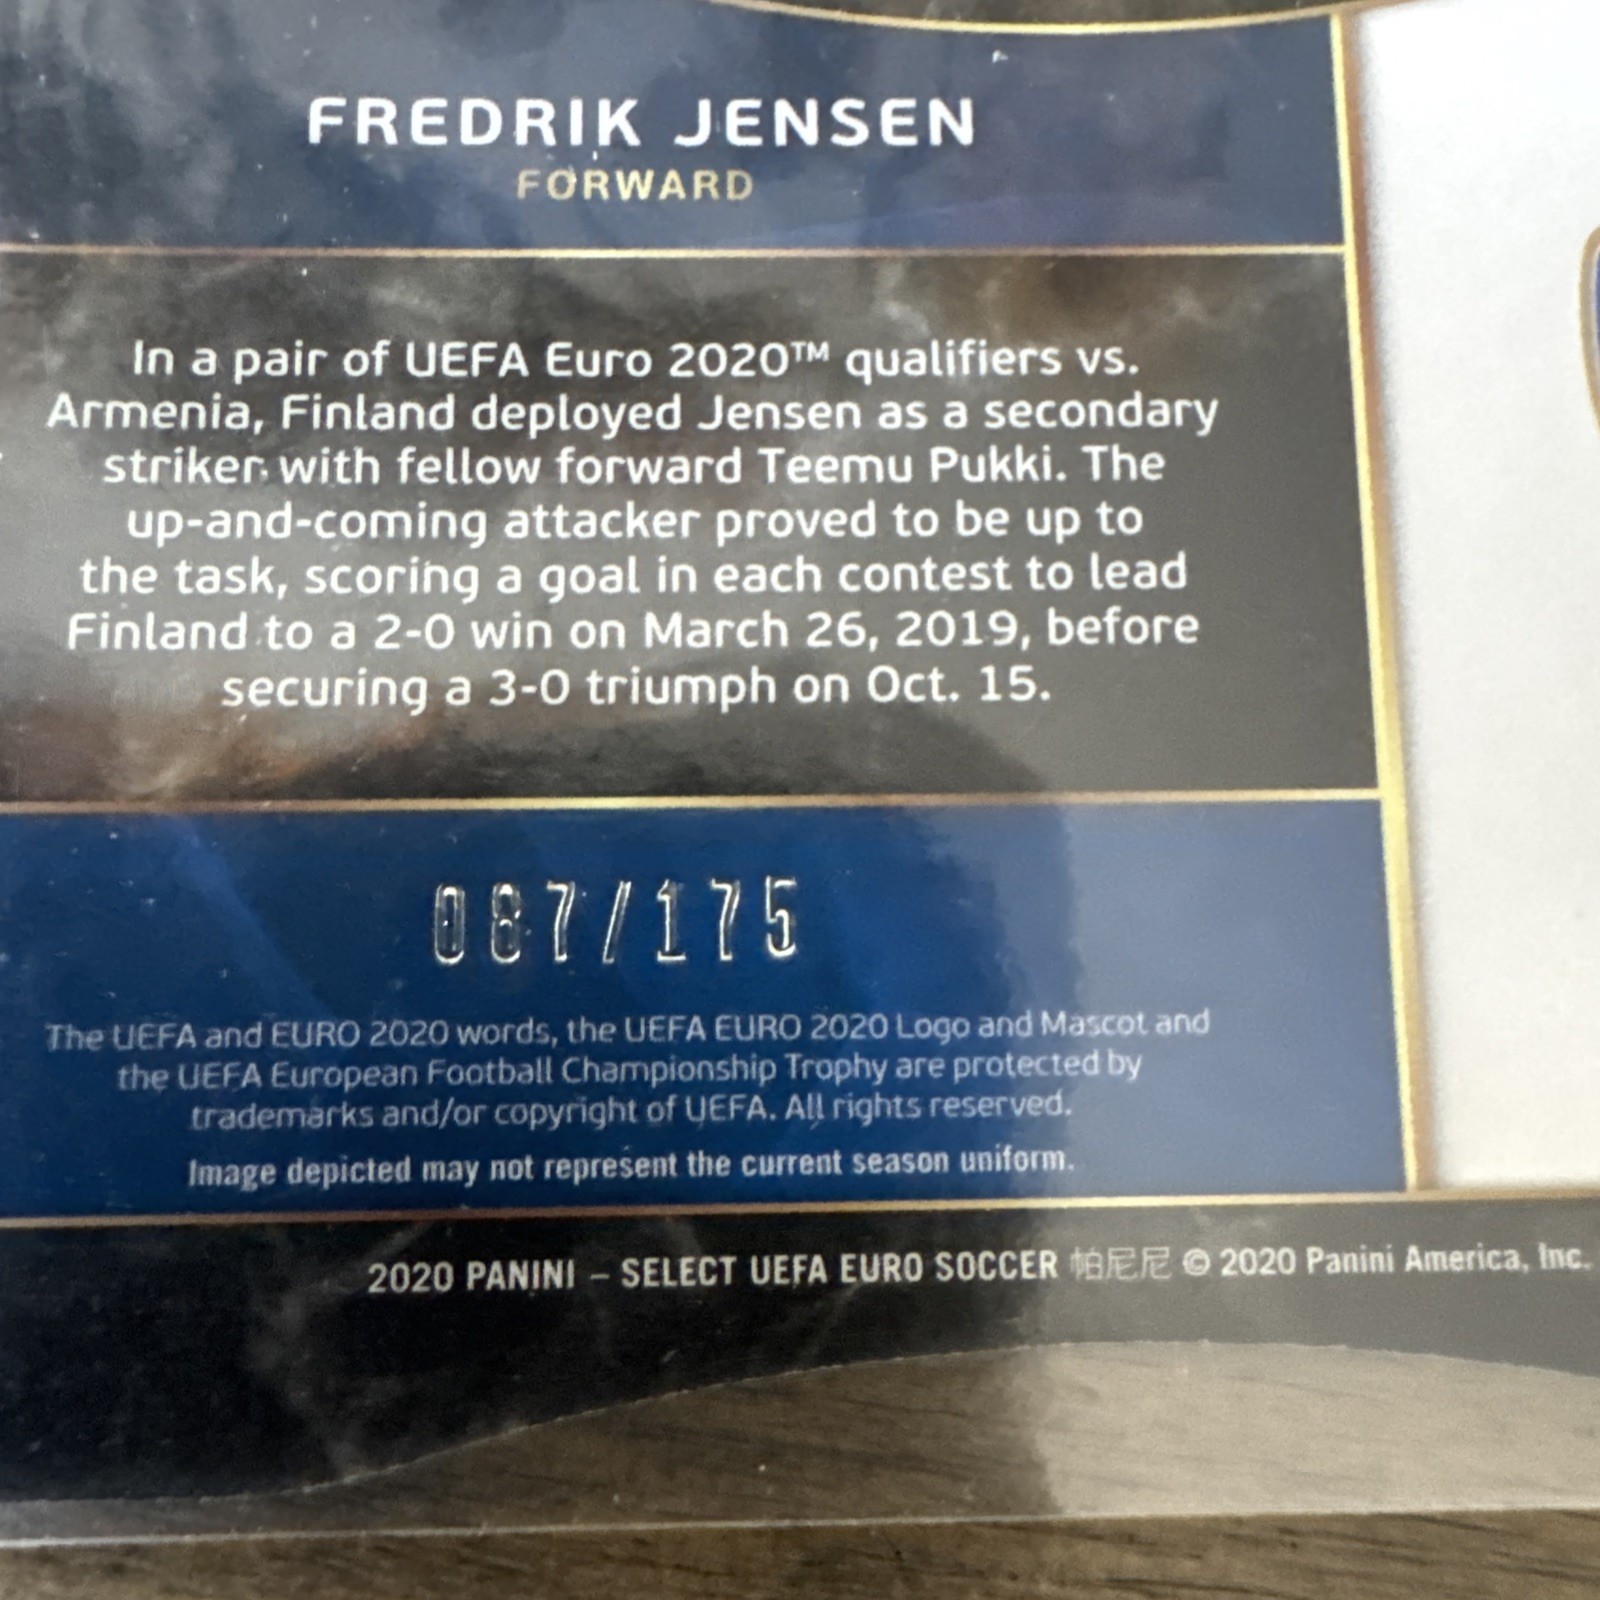 FREDRIK JENSEN
FORWARD
In a pair of UEFA Euro 2020™ qualifiers vs.
Armenia, Finland deployed Jensen as a secondary
striker with fellow forward Teemu Pukki. The
up-and-coming attacker proved to be up to
the task, scoring a goal in each contest to lead
Finland to a 2-0 win on March 26, 2019, before
securing a 3-0 triumph on Oct. 15.
087/175
The UEFA and EURO 2020 words, the UEFA EURO 2020 Logo and Mascot and
the UEFA European Football Championship Trophy are protected by
trademarks and/or copyright of UEFA. All rights reserved.
Image depicted may not represent the current season uniform.
2020 PANINI – SELECT UEFA EURO SOCCER 帕尼尼 © 2020 Panini America, Inc.